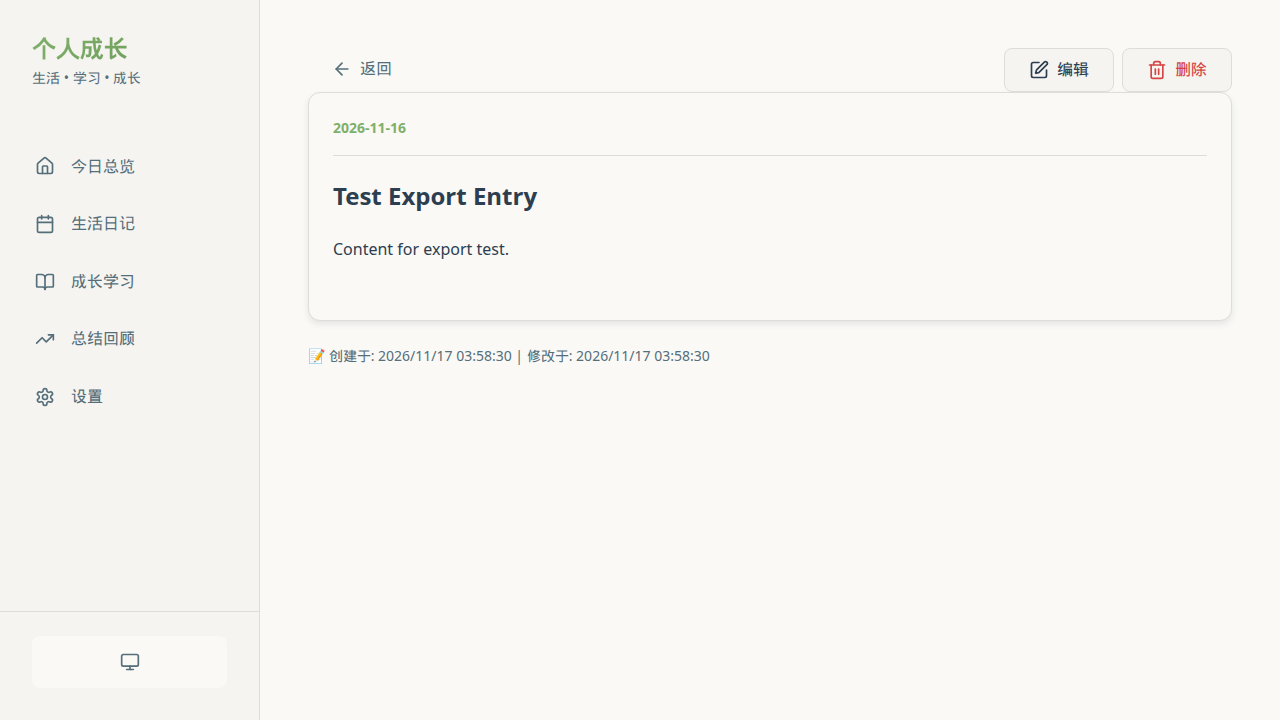 个人成长
生活 • 学习 • 成长
今日总览
生活日记
成长学习
总结回顾
设置
返回
编辑
删除
2026-11-16
Test Export Entry
Content for export test.
📝 创建于: 2026/11/17 03:58:30 | 修改于: 2026/11/17 03:58:30